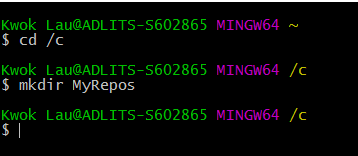 Kwok Lau@ADLITS-S602865 MINGW64 ~
$ cd /c
Kwok Lau@ADLITS-S602865 MINGW64 /c
$ mkdir MyRepos
Kwok Lau@ADLITS-S602865 MINGW64 /c
$